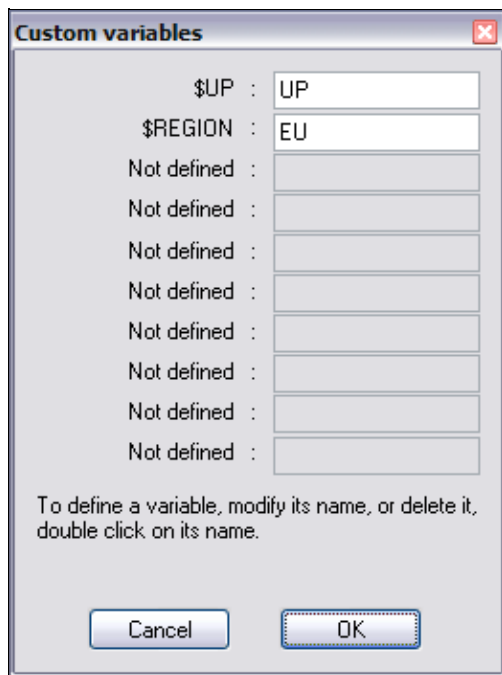 Custom variables
$UP : UP
$REGION : EU
Not defined :
Not defined :
Not defined :
Not defined :
Not defined :
Not defined :
Not defined :
Not defined :
To define a variable, modify its name, or delete it,
double click on its name.
Cancel OK